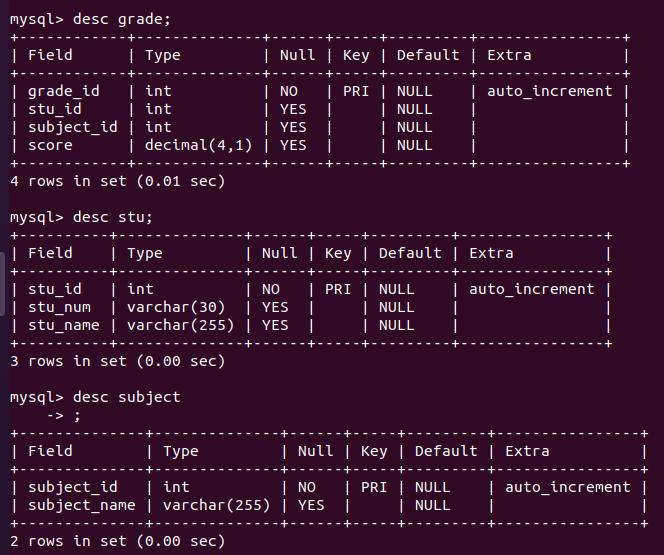 mysql> desc grade;
+------------+--------------+------+-----+---------+----------------+
| Field      | Type         | Null | Key | Default | Extra          |
+------------+--------------+------+-----+---------+----------------+
| grade_id   | int          | NO   | PRI | NULL    | auto_increment |
| stu_id     | int          | YES  |     | NULL    |                |
| subject_id | int          | YES  |     | NULL    |                |
| score      | decimal(4,1) | YES  |     | NULL    |                |
+------------+--------------+------+-----+---------+----------------+
4 rows in set (0.01 sec)

mysql> desc stu;
+----------+--------------+------+-----+---------+----------------+
| Field    | Type         | Null | Key | Default | Extra          |
+----------+--------------+------+-----+---------+----------------+
| stu_id   | int          | NO   | PRI | NULL    | auto_increment |
| stu_num  | varchar(30)  | YES  |     | NULL    |                |
| stu_name | varchar(255) | YES  |     | NULL    |                |
+----------+--------------+------+-----+---------+----------------+
3 rows in set (0.00 sec)

mysql> desc subject
    -> ;
+--------------+--------------+------+-----+---------+----------------+
| Field        | Type         | Null | Key | Default | Extra          |
+--------------+--------------+------+-----+---------+----------------+
| subject_id   | int          | NO   | PRI | NULL    | auto_increment |
| subject_name | varchar(255) | YES  |     | NULL    |                |
+--------------+--------------+------+-----+---------+----------------+
2 rows in set (0.00 sec)